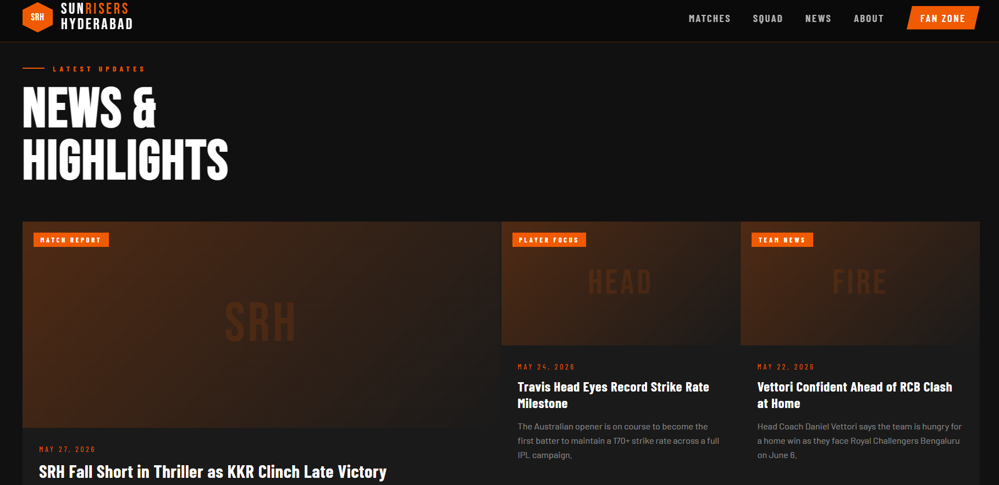 SRH
SUNRISERS
HYDERABAD
MATCHES
SQUAD
NEWS
ABOUT
FAN ZONE
LATEST UPDATES
NEWS &
HIGHLIGHTS
MATCH REPORT
SRH
MAY 27, 2026
SRH Fall Short in Thriller as KKR Clinch Late Victory
PLAYER FOCUS
HEAD
MAY 24, 2026
Travis Head Eyes Record Strike Rate
Milestone
The Australian opener is on course to become the
first batter to maintain a 170+ strike rate across a full
IPL campaign.
TEAM NEWS
FIRE
MAY 22, 2026
Vettori Confident Ahead of RCB Clash
at Home
Head Coach Daniel Vettori says the team is hungry for
a home win as they face Royal Challengers Bengaluru
on June 6.